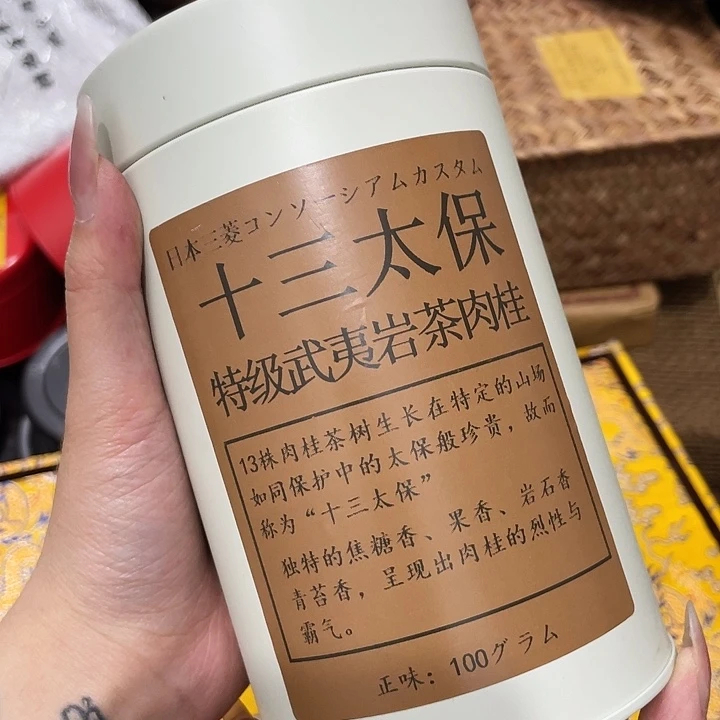 日本三菱コンソーシアムカスタム
十三太保
特级武夷岩茶肉桂
13株肉桂茶树生长在特定的山场
如同保护中的太保般珍贵，故而
称为“十三太保”
独特的焦糖香、果香、岩石香
青苔香，呈现出肉桂的烈性与
霸气。
正味：100グラム